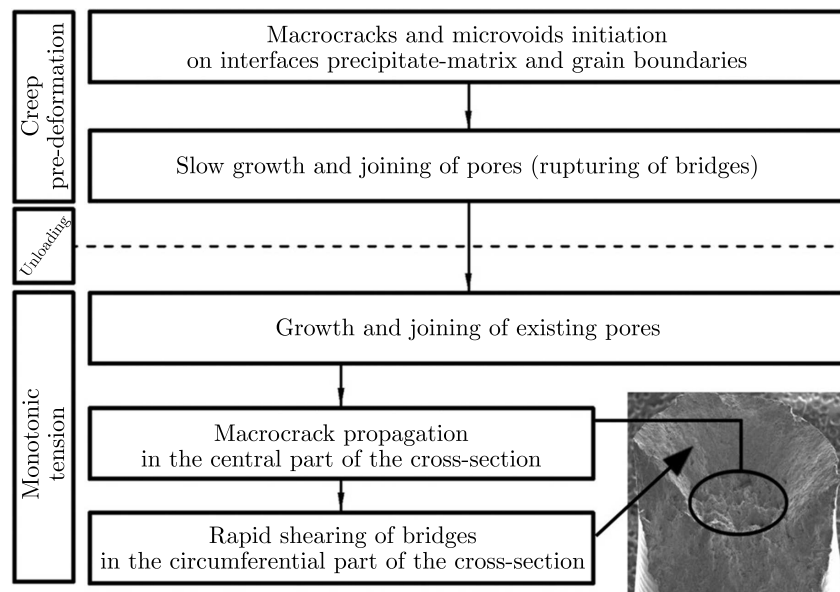 Creep
pre-deformation
Macrocracks and microvoids initiation
on interfaces precipitate-matrix and grain boundaries
Slow growth and joining of pores (rupturing of bridges)
Unloading
Monotonic
tension
Growth and joining of existing pores
Macrocrack propagation
in the central part of the cross-section
Rapid shearing of bridges
in the circumferential part of the cross-section